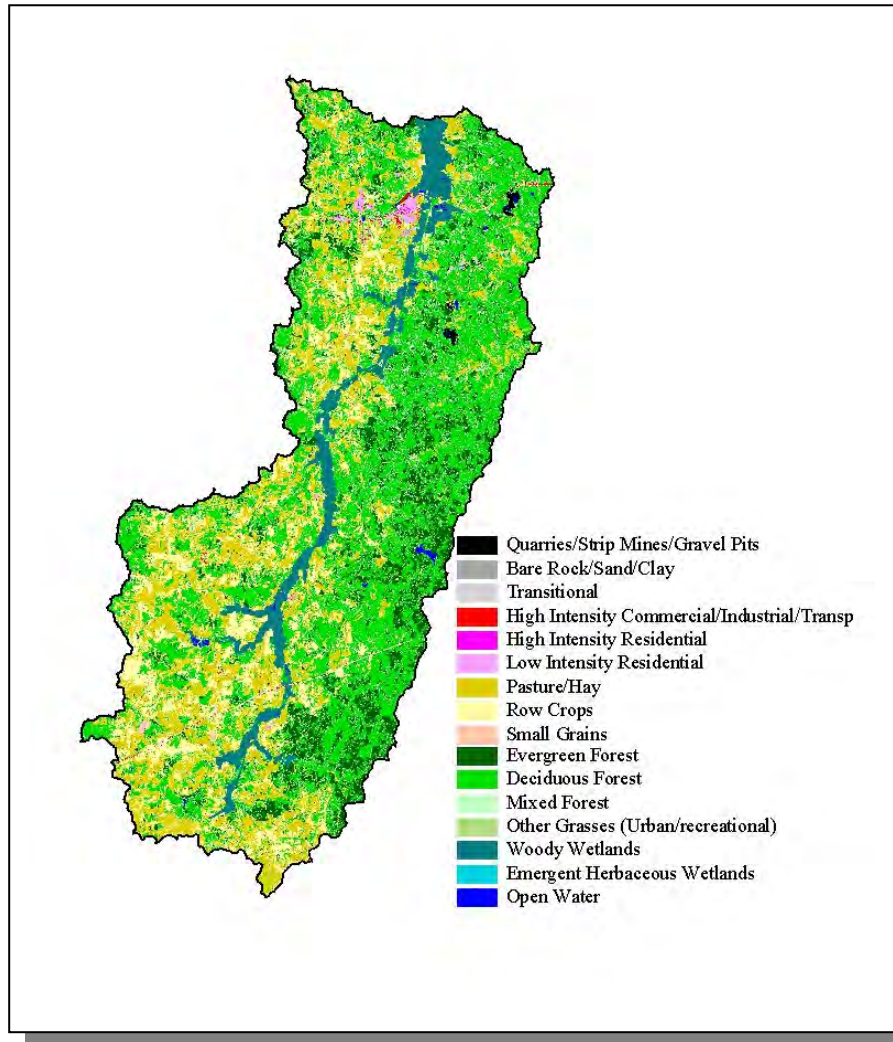 Quarries/Strip Mines/Gravel Pits
Bare Rock/Sand/Clay
Transitional
High Intensity Commercial/Industrial/Transp
High Intensity Residential
Low Intensity Residential
Pasture/Hay
Row Crops
Small Grains
Evergreen Forest
Deciduous Forest
Mixed Forest
Other Grasses (Urban/recreational)
Woody Wetlands
Emergent Herbaceous Wetlands
Open Water